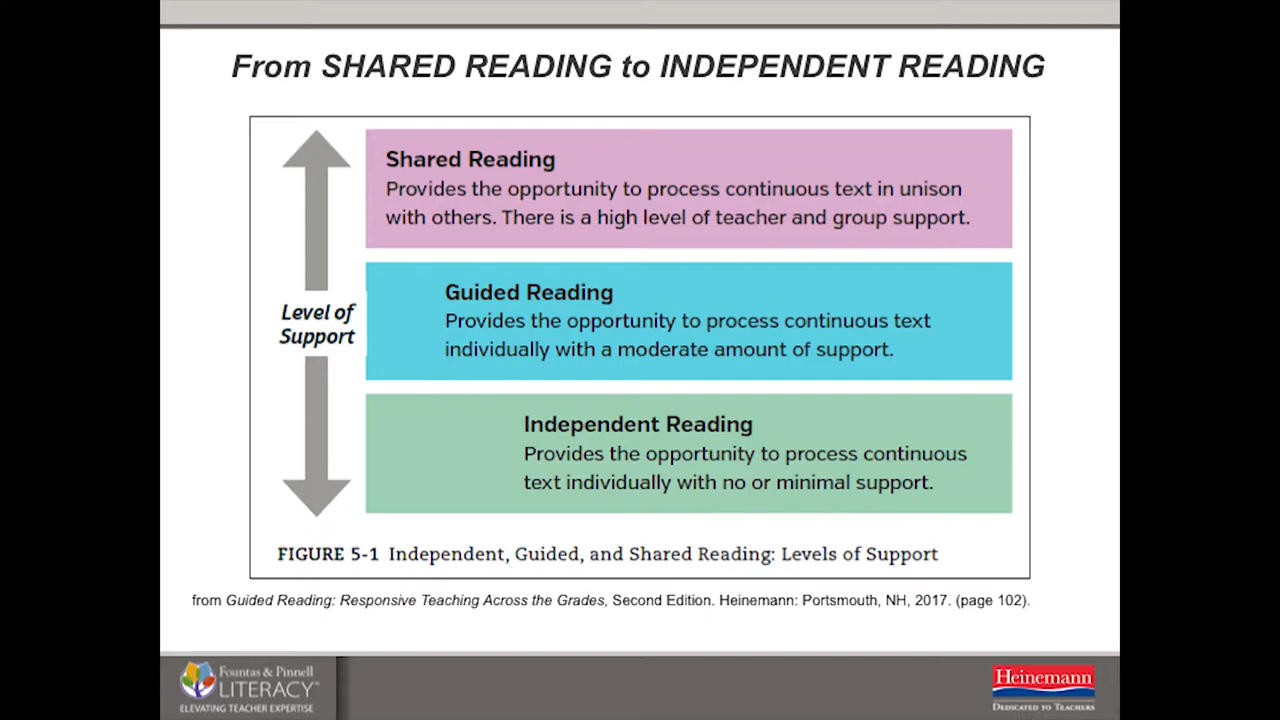 From SHARED READING to INDEPENDENT READING
Shared Reading
Provides the opportunity to process continuous text in unison
with others. There is a high level of teacher and group support.
Level of
Support
Guided Reading
Provides the opportunity to process continuous text
individually with a moderate amount of support.
Independent Reading
Provides the opportunity to process continuous
text individually with no or minimal support.
FIGURE 5-1 Independent, Guided, and Shared Reading: Levels of Support
from Guided Reading: Responsive Teaching Across the Grades, Second Edition. Heinemann: Portsmouth, NH, 2017. (page 102).
Fountas & Pinnell
LITERACY™
ELEVATING TEACHER EXPERTISE
Heinemann
DEDICATED TO TEACHERS